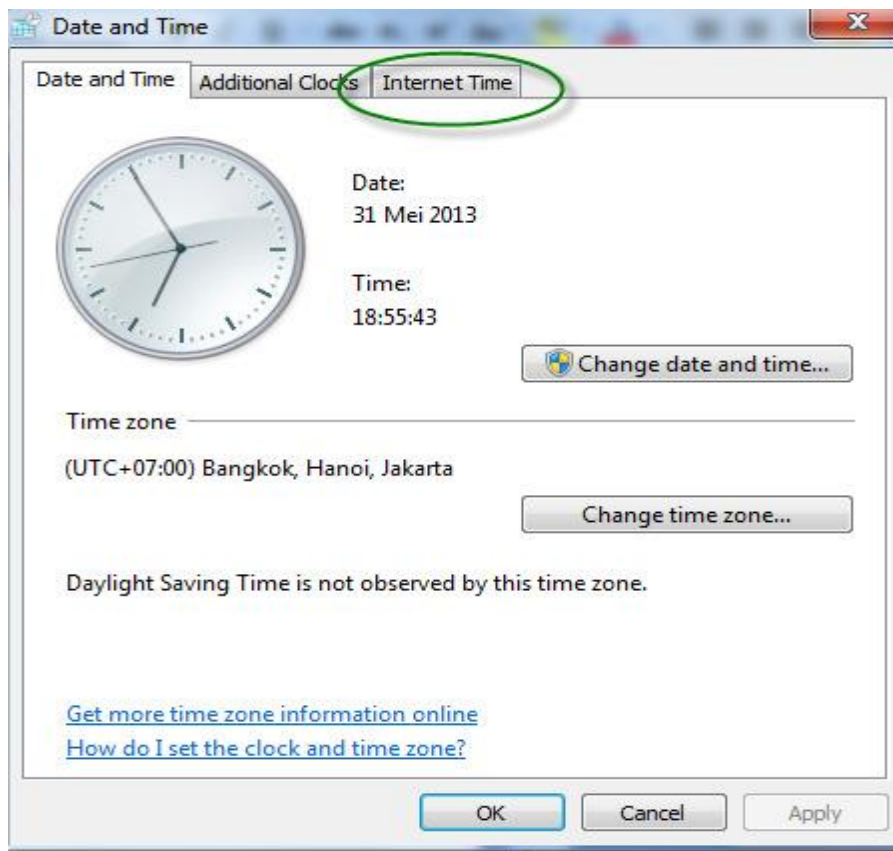 Date and Time
Date and Time Additional Clocks Internet Time
Date:
31 Mei 2013
Time:
18:55:43
Change date and time...
Time zone
(UTC+07:00) Bangkok, Hanoi, Jakarta
Change time zone...
Daylight Saving Time is not observed by this time zone.
Get more time zone information online
How do I set the clock and time zone?
OK Cancel Apply